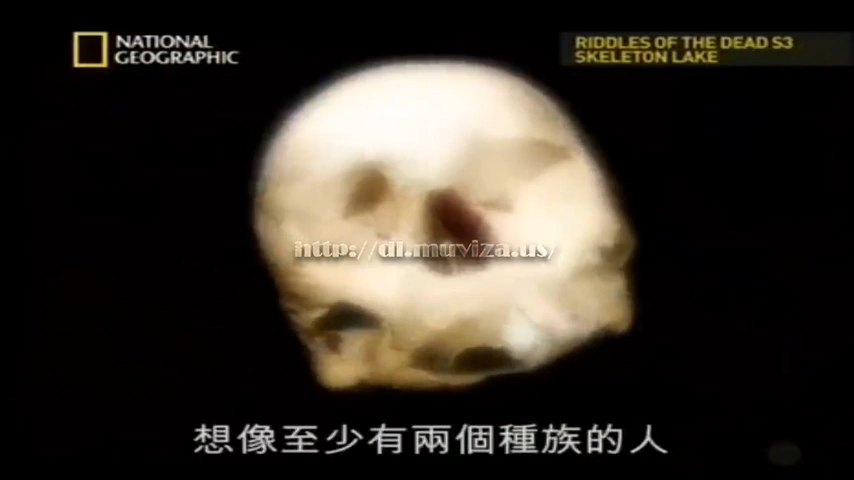 NATIONAL
GEOGRAPHIC
RIDDLES OF THE DEAD S3
SKELETON LAKE
http://dl.muviza.us/
想像至少有兩個種族的人